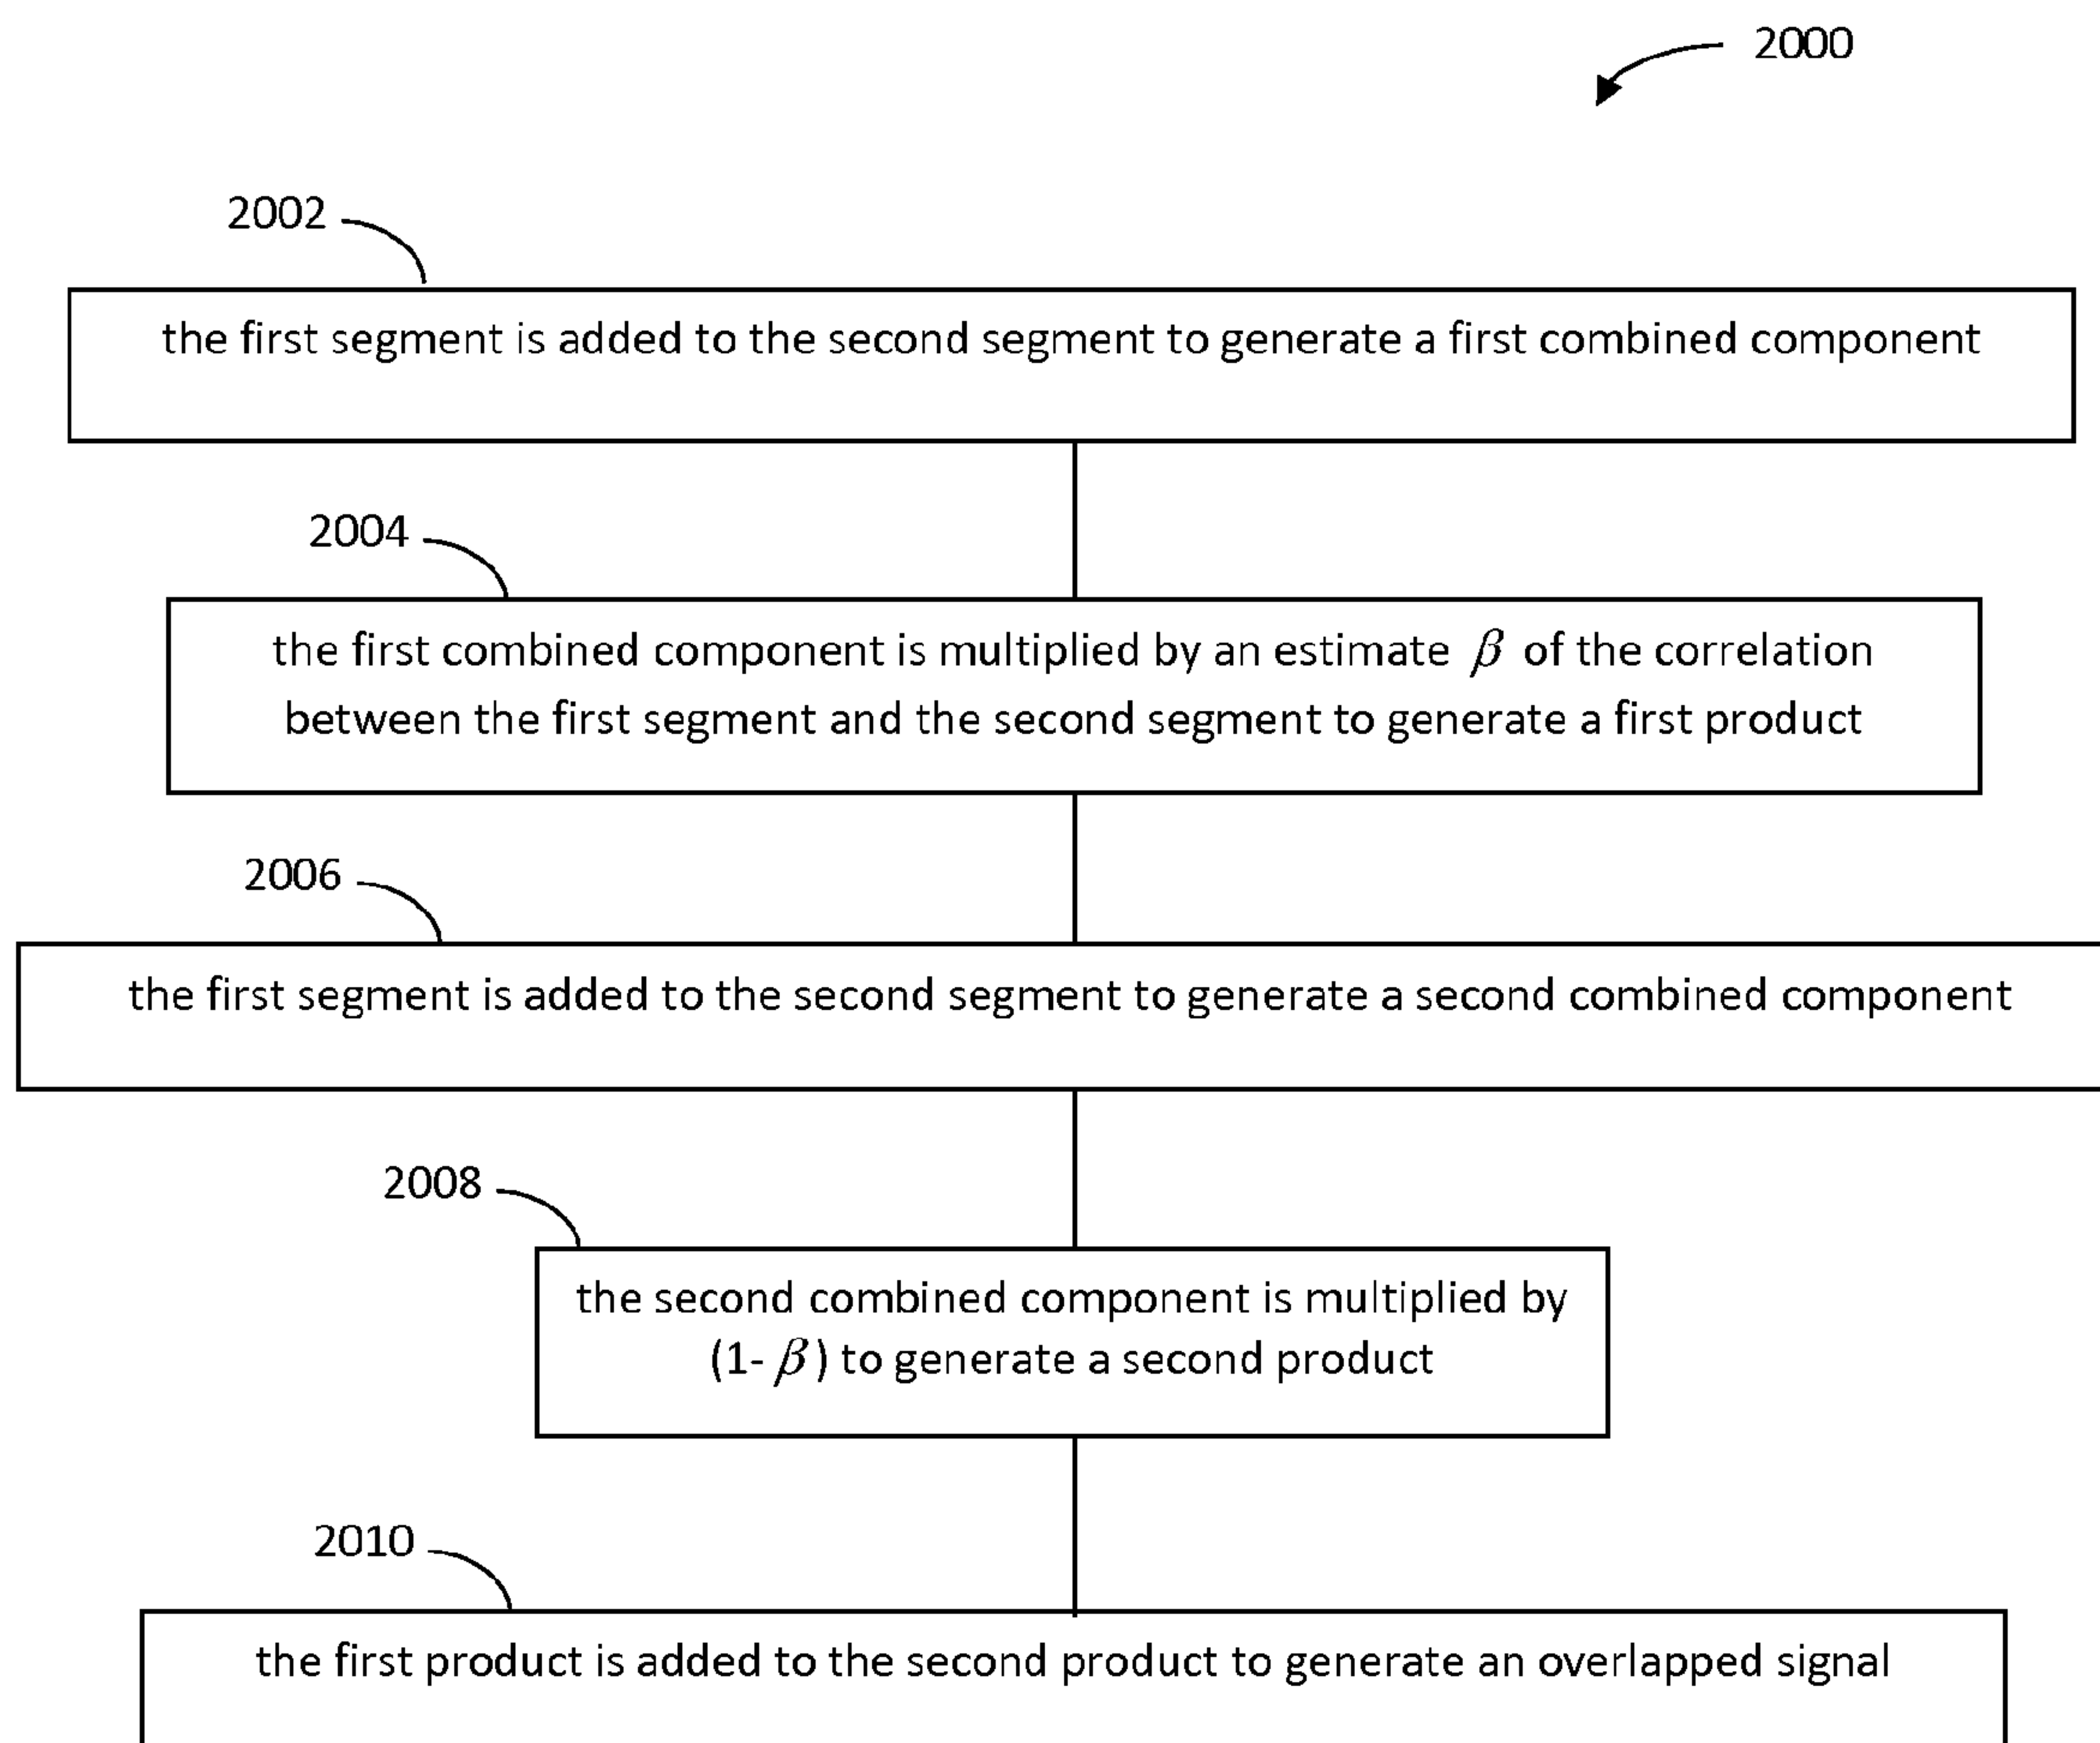 2000
2002
the first segment is added to the second segment to generate a first combined component
2004
the first combined component is multiplied by an estimate β of the correlation
between the first segment and the second segment to generate a first product
2006
the first segment is added to the second segment to generate a second combined component
2008
the second combined component is multiplied by
(1- β) to generate a second product
2010
the first product is added to the second product to generate an overlapped signal